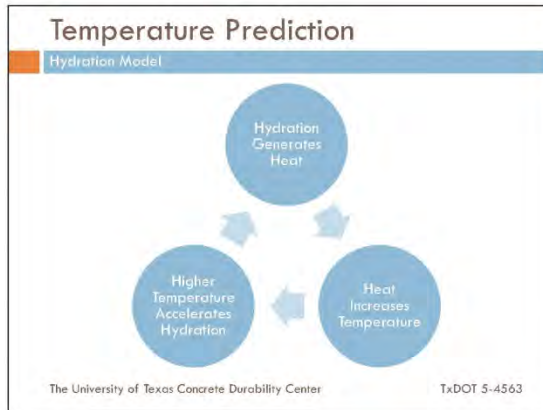 Temperature Prediction
Hydration Model
Hydration
Generates
Heat
Heat
Increases
Temperature
Higher
Temperature
Accelerates
Hydration
The University of Texas Concrete Durability Center
TxDOT 5-4563